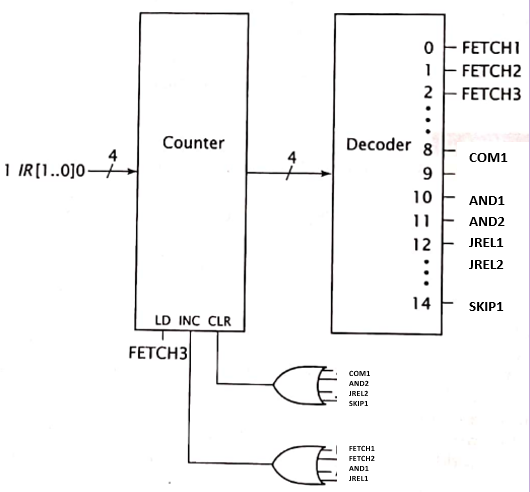 0 FETCH1
1 FETCH2
2 FETCH3
Counter
Decoder
8 COM1
9
4
4
1 IR[1..0]0
10 AND1
11 AND2
12 JREL1
JREL2
14 SKIP1
LD INC CLR
FETCH3
COM1
AND2
JREL2
SKIP1
FETCH1
FETCH2
AND1
JREL1